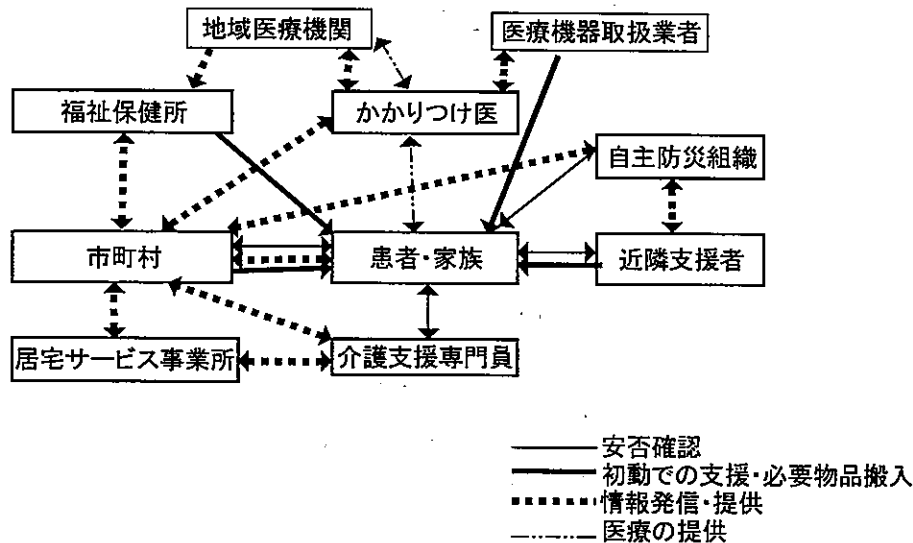 地域医療機関
医療機器取扱業者
福祉保健所
かかりつけ医
自主防災組織
市町村
患者・家族
近隣支援者
居宅サービス事業所
介護支援専門員
安否確認
初動での支援・必要物品搬入
情報発信・提供
医療の提供